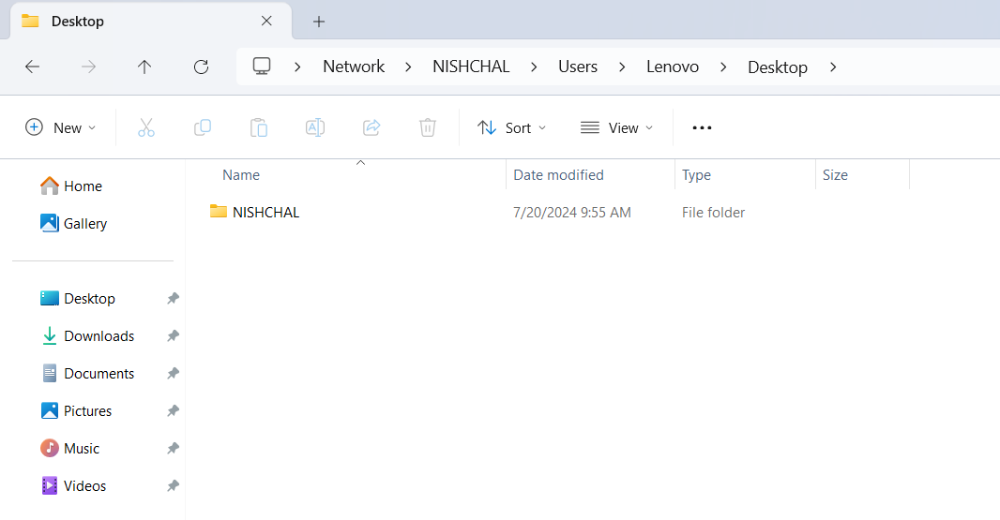 Desktop
Network > NISHCHAL > Users > Lenovo > Desktop >
New Sort View
Name Date modified Type Size
NISHCHAL 7/20/2024 9:55 AM File folder
Home
Gallery
Desktop
Downloads
Documents
Pictures
Music
Videos